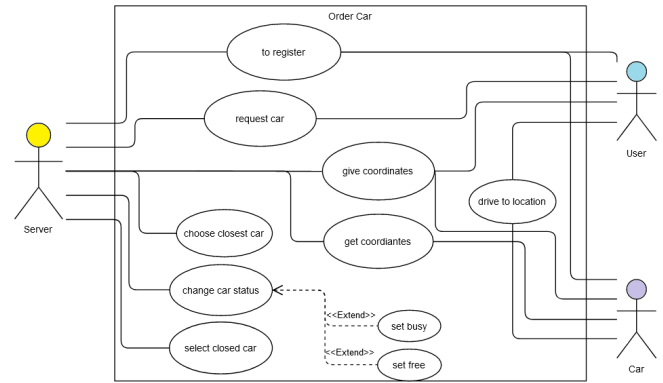 Order Car
to register
request car
User
give coordinates
Server
drive to location
choose closest car
get coordiantes
change car status
<<Extend>>
set busy
select closed car
<<Extend>>
set free
Car